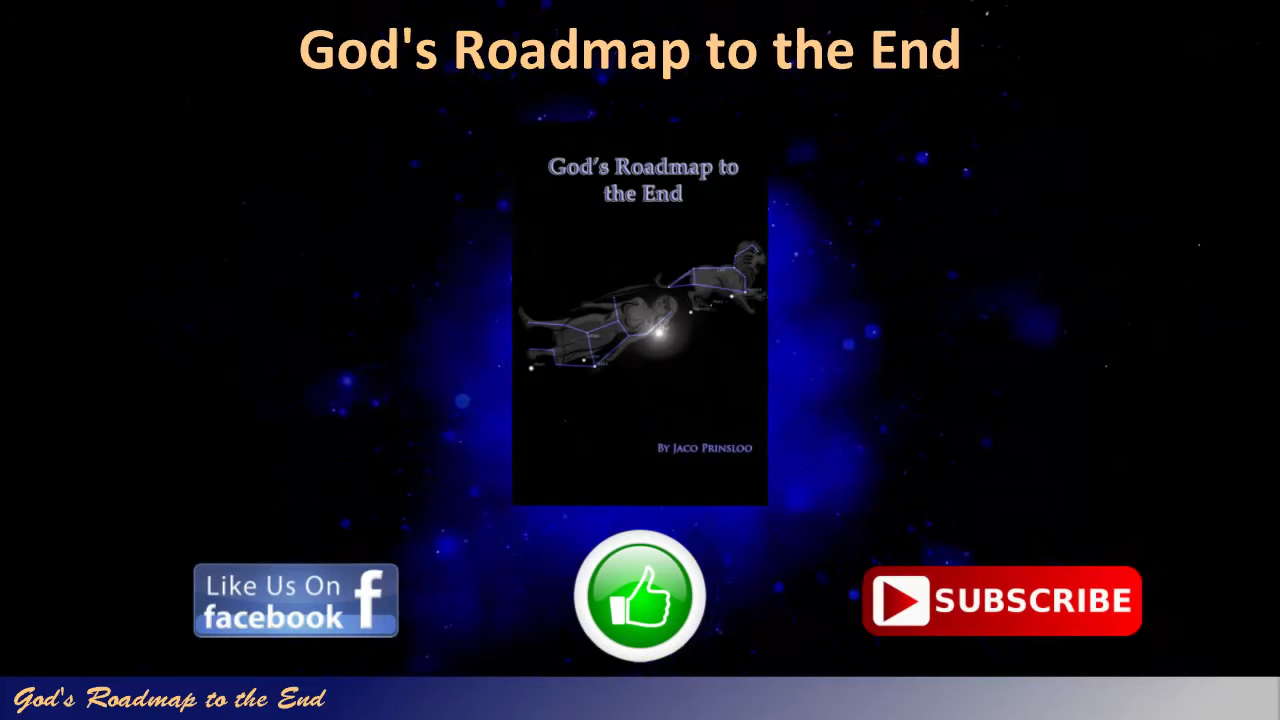 God's Roadmap to the End
God's Roadmap to
the End
By Jaco Prinsloo
Like Us On
facebook
f
SUBSCRIBE
God's Roadmap to the End